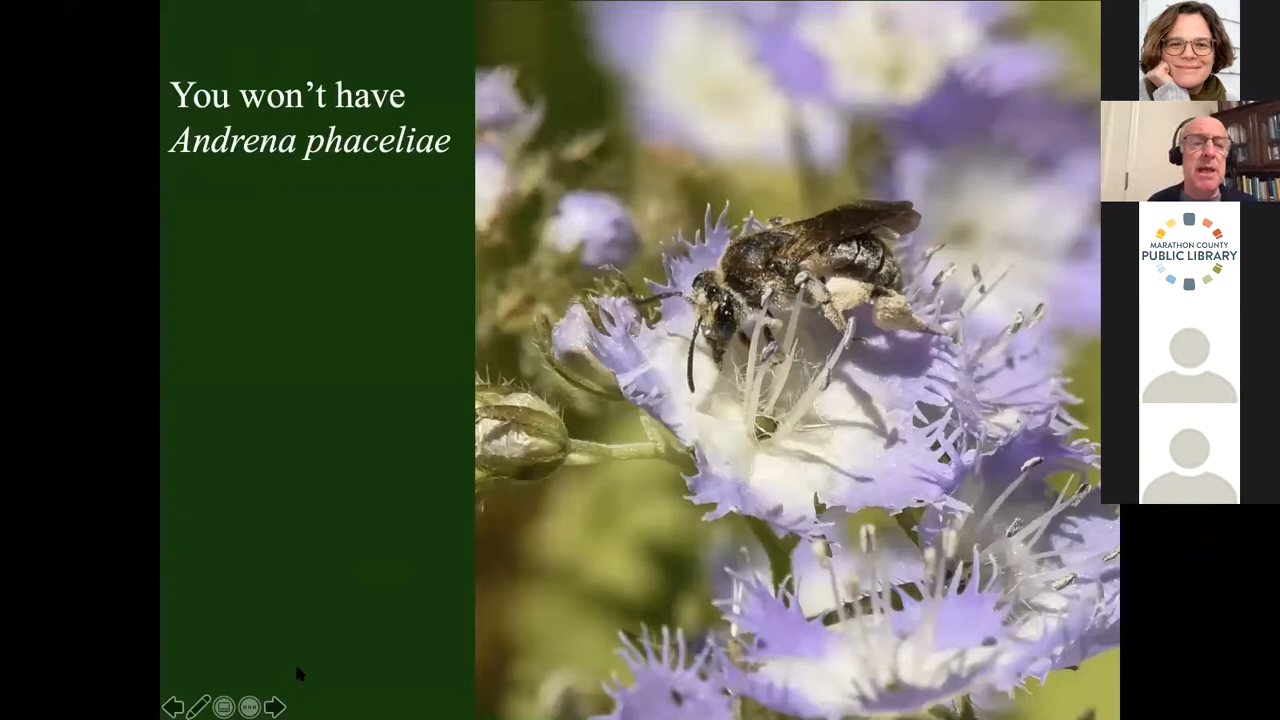 You won’t have
Andrena phaceliae
MARATHON COUNTY
PUBLIC LIBRARY